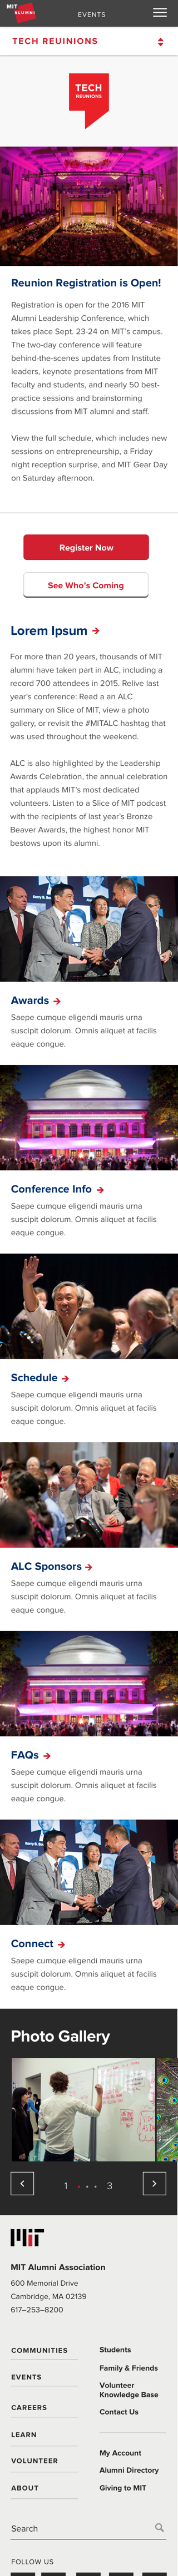 MIT
ALUMNI
EVENTS
TECH REUINIONS
TECH
REUNIONS
Reunion Registration is Open!
Registration is open for the 2016 MIT
Alumni Leadership Conference, which
takes place Sept. 23-24 on MIT's campus.
The two-day conference will feature
behind-the-scenes updates from Institute
leaders, keynote presentations from MIT
faculty and students, and nearly 50 best-
practice sessions and brainstorming
discussions from MIT alumni and staff.
View the full schedule, which includes new
sessions on entrepreneurship, a Friday
night reception surprise, and MIT Gear Day
on Saturday afternoon.
Register Now
See Who's Coming
Lorem Ipsum
For more than 20 years, thousands of MIT
alumni have taken part in ALC, including a
record 700 attendees in 2015. Relive last
year's conference: Read a an ALC
summary on Slice of MIT, view a photo
gallery, or revisit the #MITALC hashtag that
was used throughout the weekend.
ALC is also highlighted by the Leadership
Awards Celebration, the annual celebration
that applauds MIT's most dedicated
volunteers. Listen to a Slice of MIT podcast
with the recipients of last year's Bronze
Beaver Awards, the highest honor MIT
bestows upon its alumni.
Awards
Saepe cumque eligendi mauris urna
suscipit dolorum. Omnis aliquet at facilis
eaque congue.
Conference Info
Saepe cumque eligendi mauris urna
suscipit dolorum. Omnis aliquet at facilis
eaque congue.
Schedule
Saepe cumque eligendi mauris urna
suscipit dolorum. Omnis aliquet at facilis
eaque congue.
ALC Sponsors
Saepe cumque eligendi mauris urna
suscipit dolorum. Omnis aliquet at facilis
eaque congue.
FAQs
Saepe cumque eligendi mauris urna
suscipit dolorum. Omnis aliquet at facilis
eaque congue.
Connect
Saepe cumque eligendi mauris urna
suscipit dolorum. Omnis aliquet at facilis
eaque congue.
Photo Gallery
1 3
MIT
MIT Alumni Association
600 Memorial Drive
Cambridge, MA 02139
617–253–8200
COMMUNITIES
EVENTS
CAREERS
LEARN
VOLUNTEER
ABOUT
Students
Family & Friends
Volunteer
Knowledge Base
Contact Us
My Account
Alumni Directory
Giving to MIT
Search
FOLLOW US